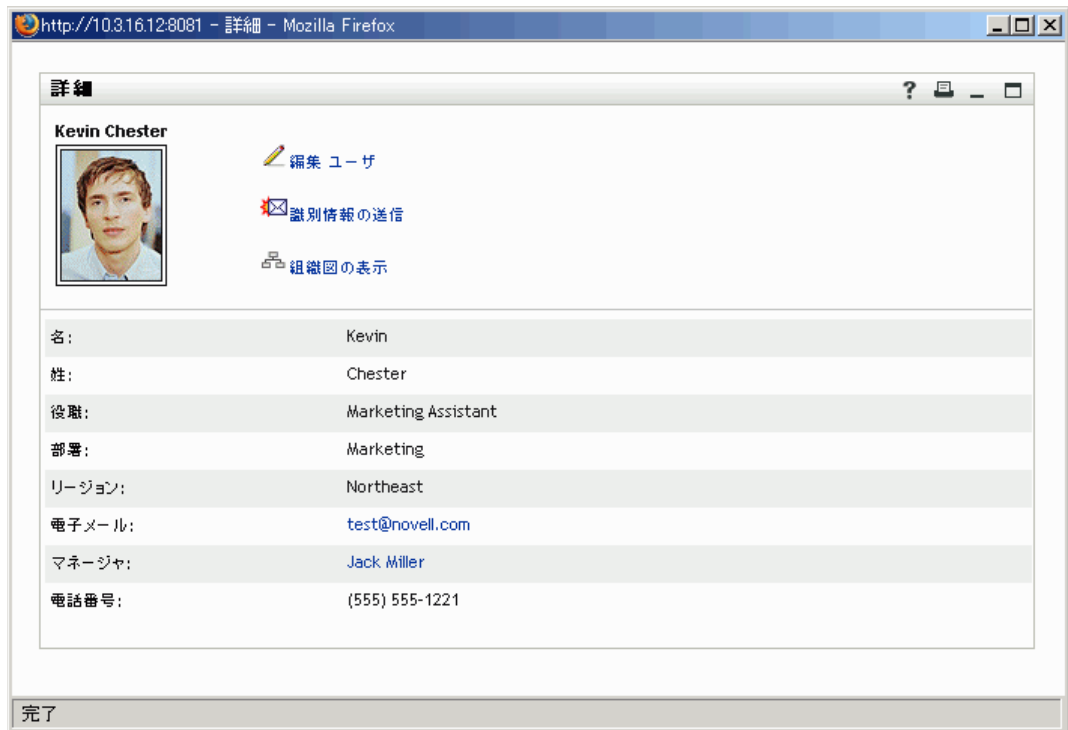 http://10.3.16.12:8081 - 詳細 - Mozilla Firefox
詳細
?
Kevin Chester
編集 ユーザ
識別情報の送信
組織図の表示
名: Kevin
姓: Chester
役職: Marketing Assistant
部署: Marketing
リージョン: Northeast
電子メール: test@novell.com
マネージャ: Jack Miller
電話番号: (555) 555-1221
完了